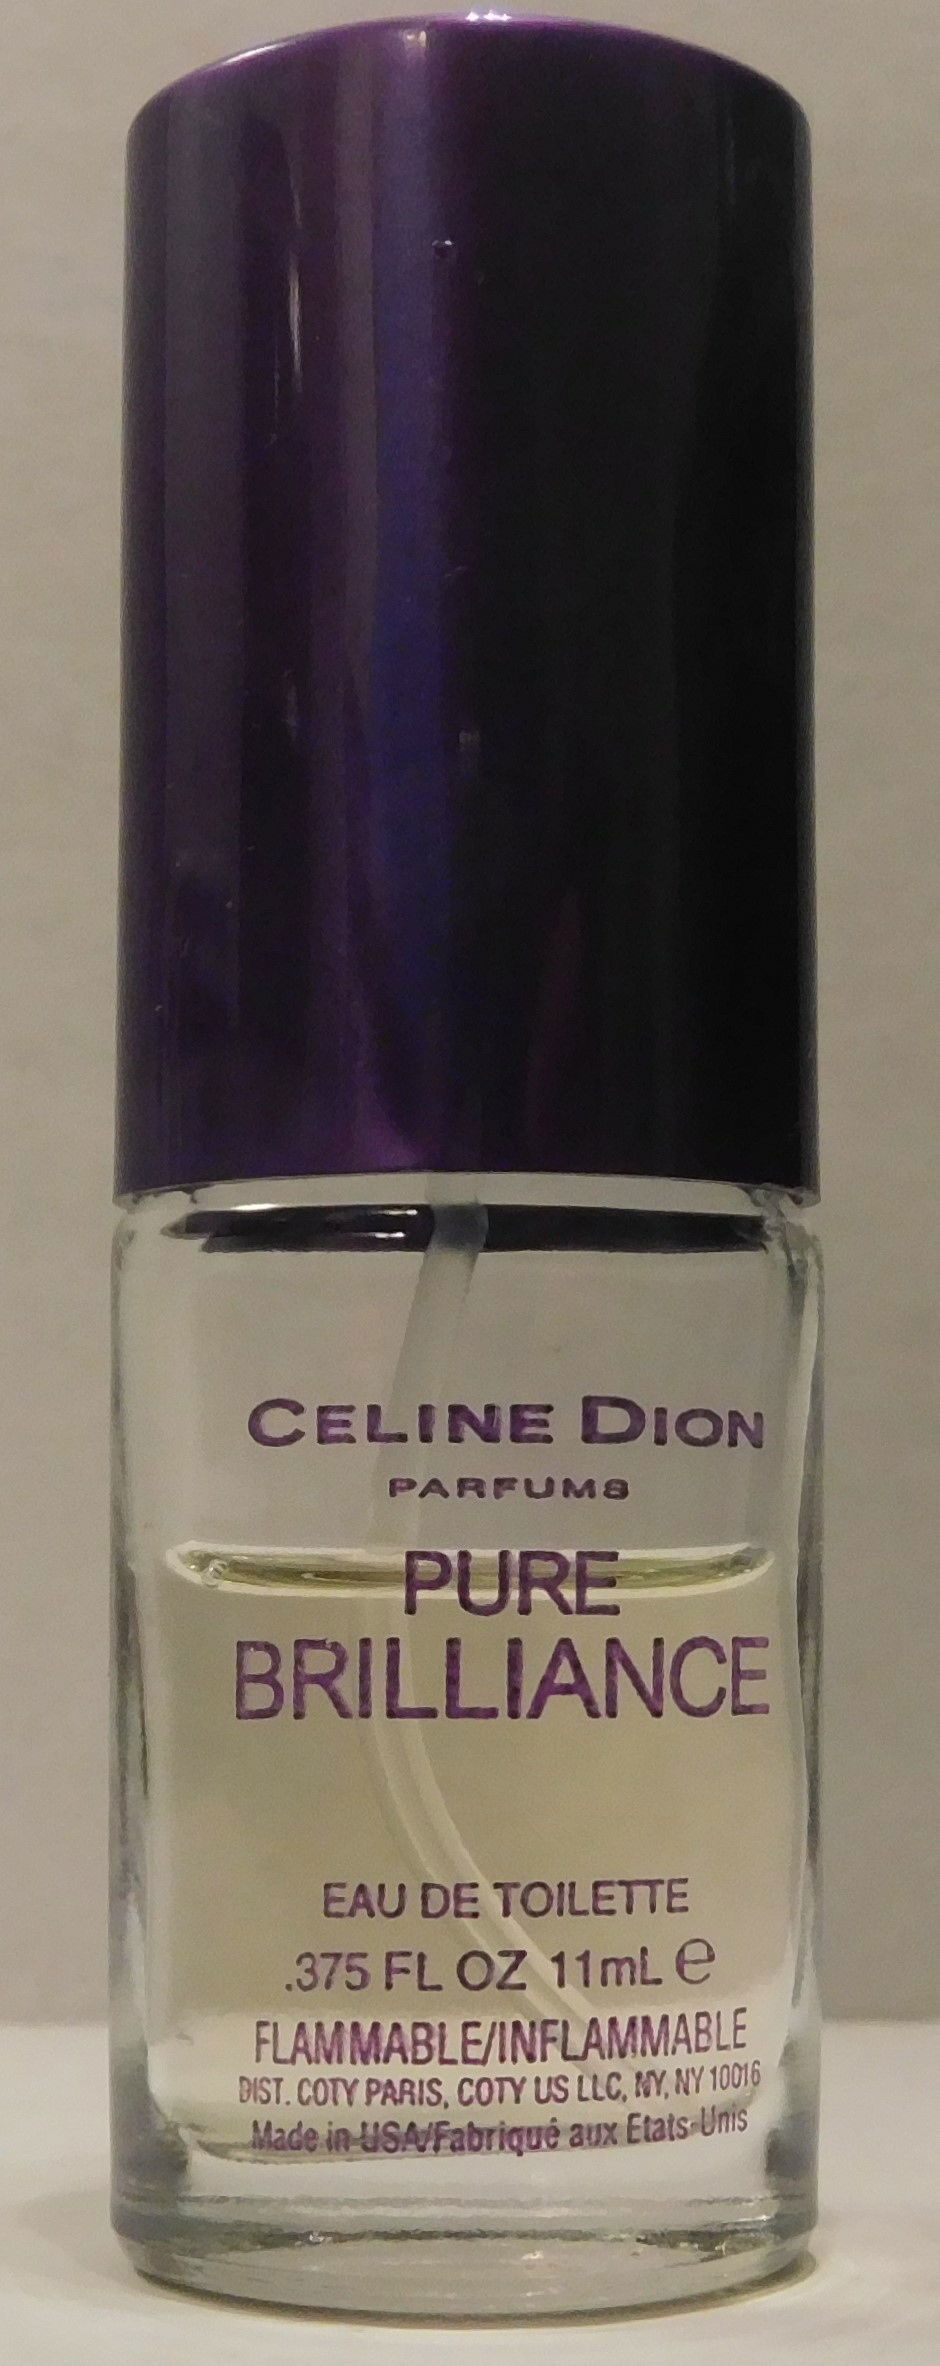 CELINE DION
PARFUMS
PURE
BRILLIANCE
EAU DE TOILETTE
.375 FL OZ 11mL ℮
FLAMMABLE/INFLAMMABLE
DIST. COTY PARIS, COTY US LLC, NY, NY 10016
Made in USA/Fabriqué aux Etats-Unis